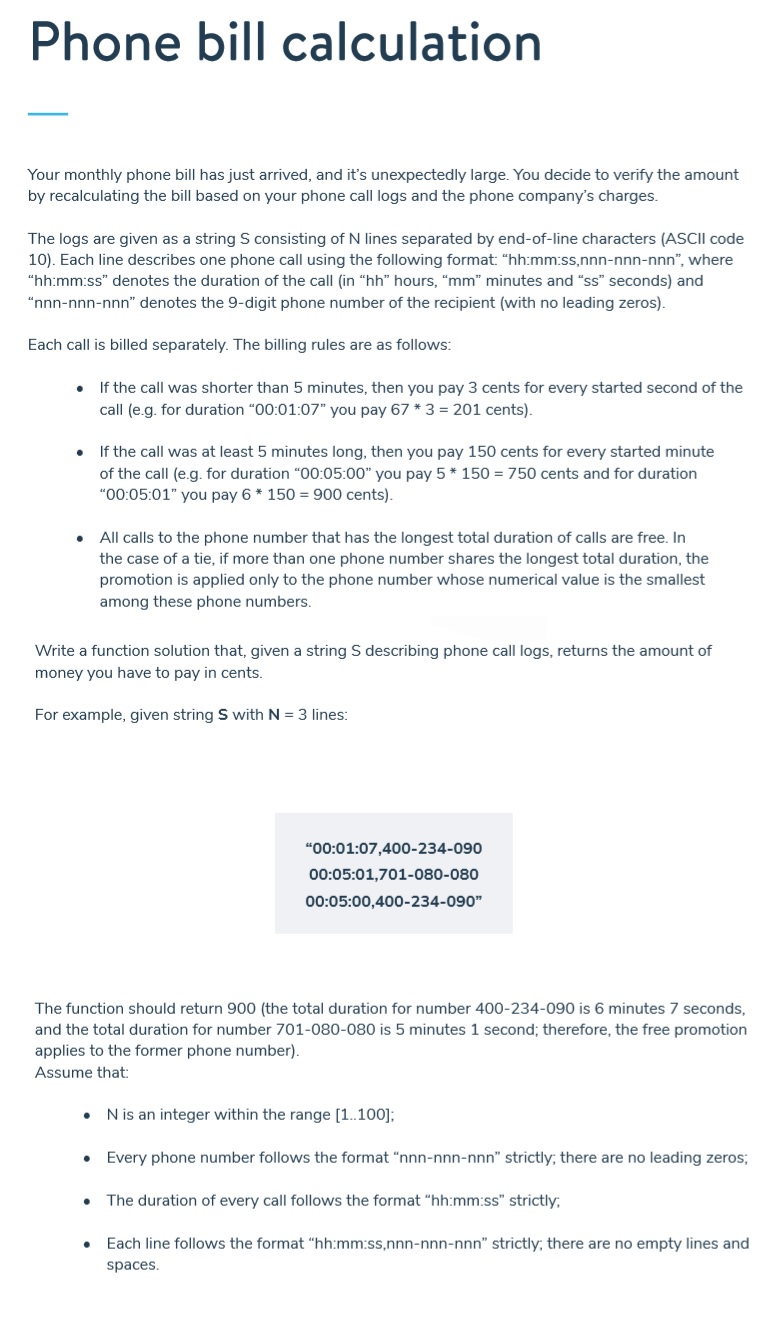 Phone bill calculation
Your monthly phone bill has just arrived, and it’s unexpectedly large. You decide to verify the amount
by recalculating the bill based on your phone call logs and the phone company’s charges.
The logs are given as a string S consisting of N lines separated by end-of-line characters (ASCII code
10). Each line describes one phone call using the following format: “hh:mm:ss,nnn-nnn-nnn”, where
“hh:mm:ss” denotes the duration of the call (in “hh” hours, “mm” minutes and “ss” seconds) and
“nnn-nnn-nnn” denotes the 9-digit phone number of the recipient (with no leading zeros).
Each call is billed separately. The billing rules are as follows:
• If the call was shorter than 5 minutes, then you pay 3 cents for every started second of the
call (e.g. for duration “00:01:07” you pay 67 * 3 = 201 cents).
• If the call was at least 5 minutes long, then you pay 150 cents for every started minute
of the call (e.g. for duration “00:05:00” you pay 5 * 150 = 750 cents and for duration
“00:05:01” you pay 6 * 150 = 900 cents).
• All calls to the phone number that has the longest total duration of calls are free. In
the case of a tie, if more than one phone number shares the longest total duration, the
promotion is applied only to the phone number whose numerical value is the smallest
among these phone numbers.
Write a function solution that, given a string S describing phone call logs, returns the amount of
money you have to pay in cents.
For example, given string S with N = 3 lines:
“00:01:07,400-234-090
00:05:01,701-080-080
00:05:00,400-234-090”
The function should return 900 (the total duration for number 400-234-090 is 6 minutes 7 seconds,
and the total duration for number 701-080-080 is 5 minutes 1 second; therefore, the free promotion
applies to the former phone number).
Assume that:
• N is an integer within the range [1..100];
• Every phone number follows the format “nnn-nnn-nnn” strictly; there are no leading zeros;
• The duration of every call follows the format “hh:mm:ss” strictly;
• Each line follows the format “hh:mm:ss,nnn-nnn-nnn” strictly; there are no empty lines and
spaces.